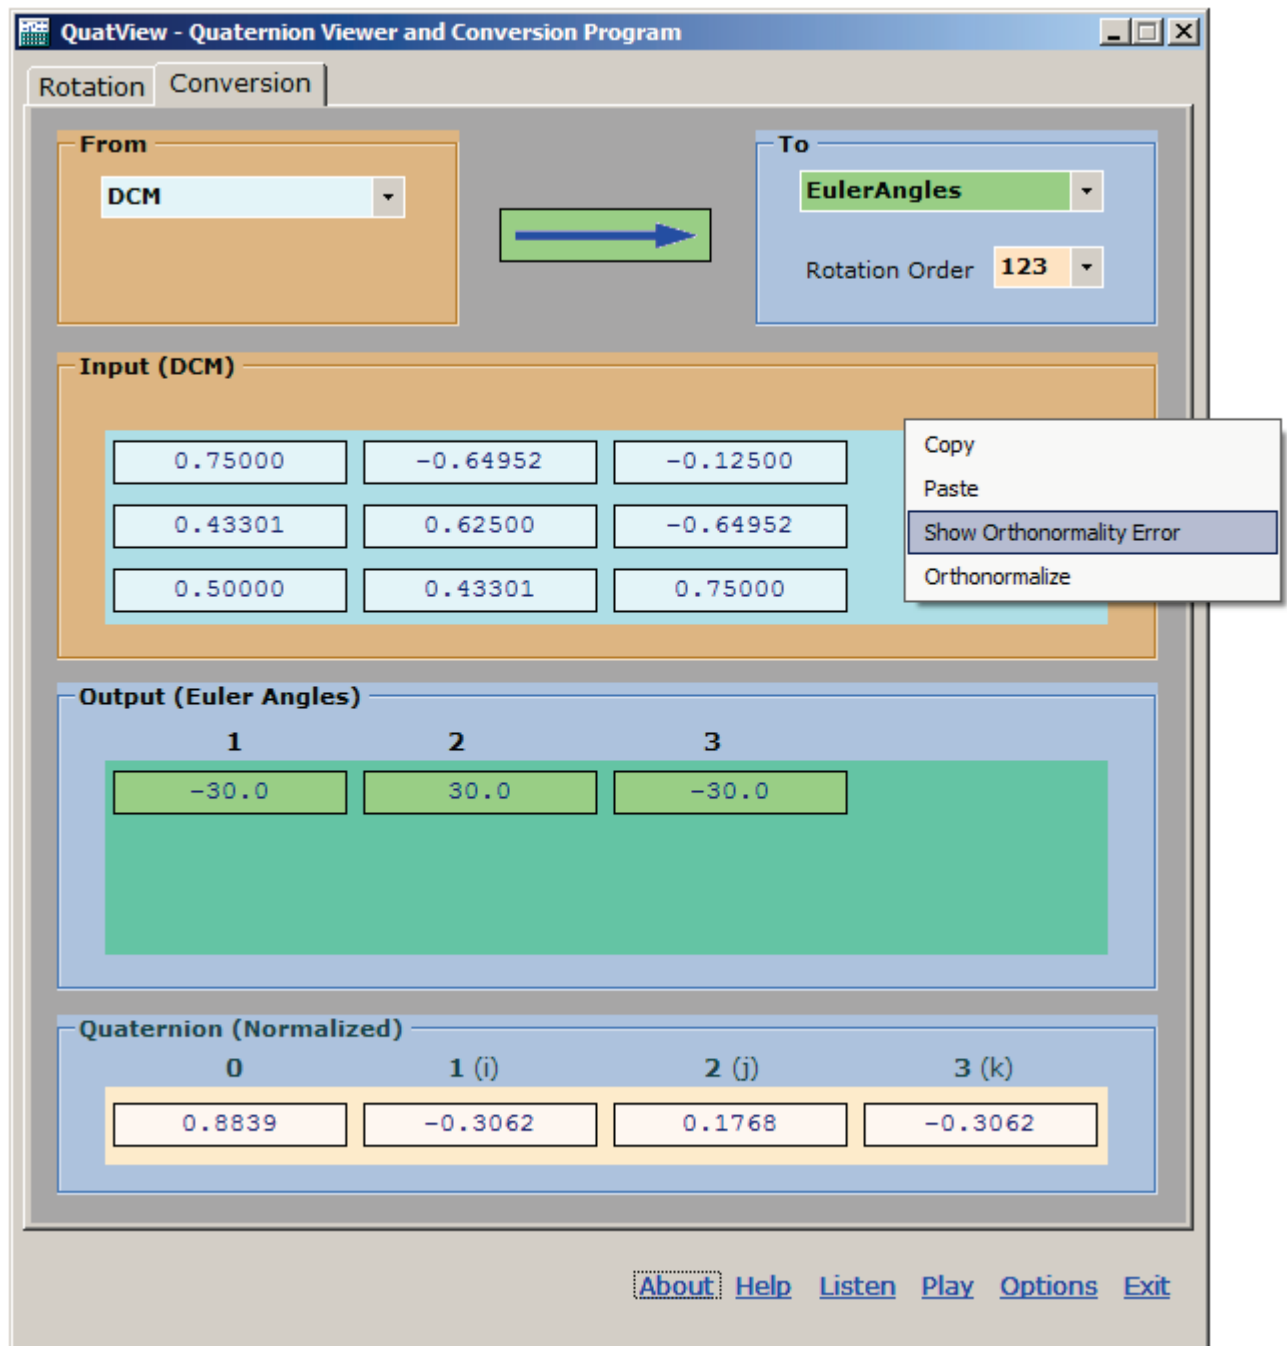 QuatView - Quaternion Viewer and Conversion Program
Rotation Conversion
From
DCM
To
EulerAngles
Rotation Order 123
Input (DCM)
0.75000 -0.64952 -0.12500
0.43301 0.62500 -0.64952
0.50000 0.43301 0.75000
Copy
Paste
Show Orthonormality Error
Orthonormalize
Output (Euler Angles)
1 2 3
-30.0 30.0 -30.0
Quaternion (Normalized)
0 1 (i) 2 (j) 3 (k)
0.8839 -0.3062 0.1768 -0.3062
About Help Listen Play Options Exit